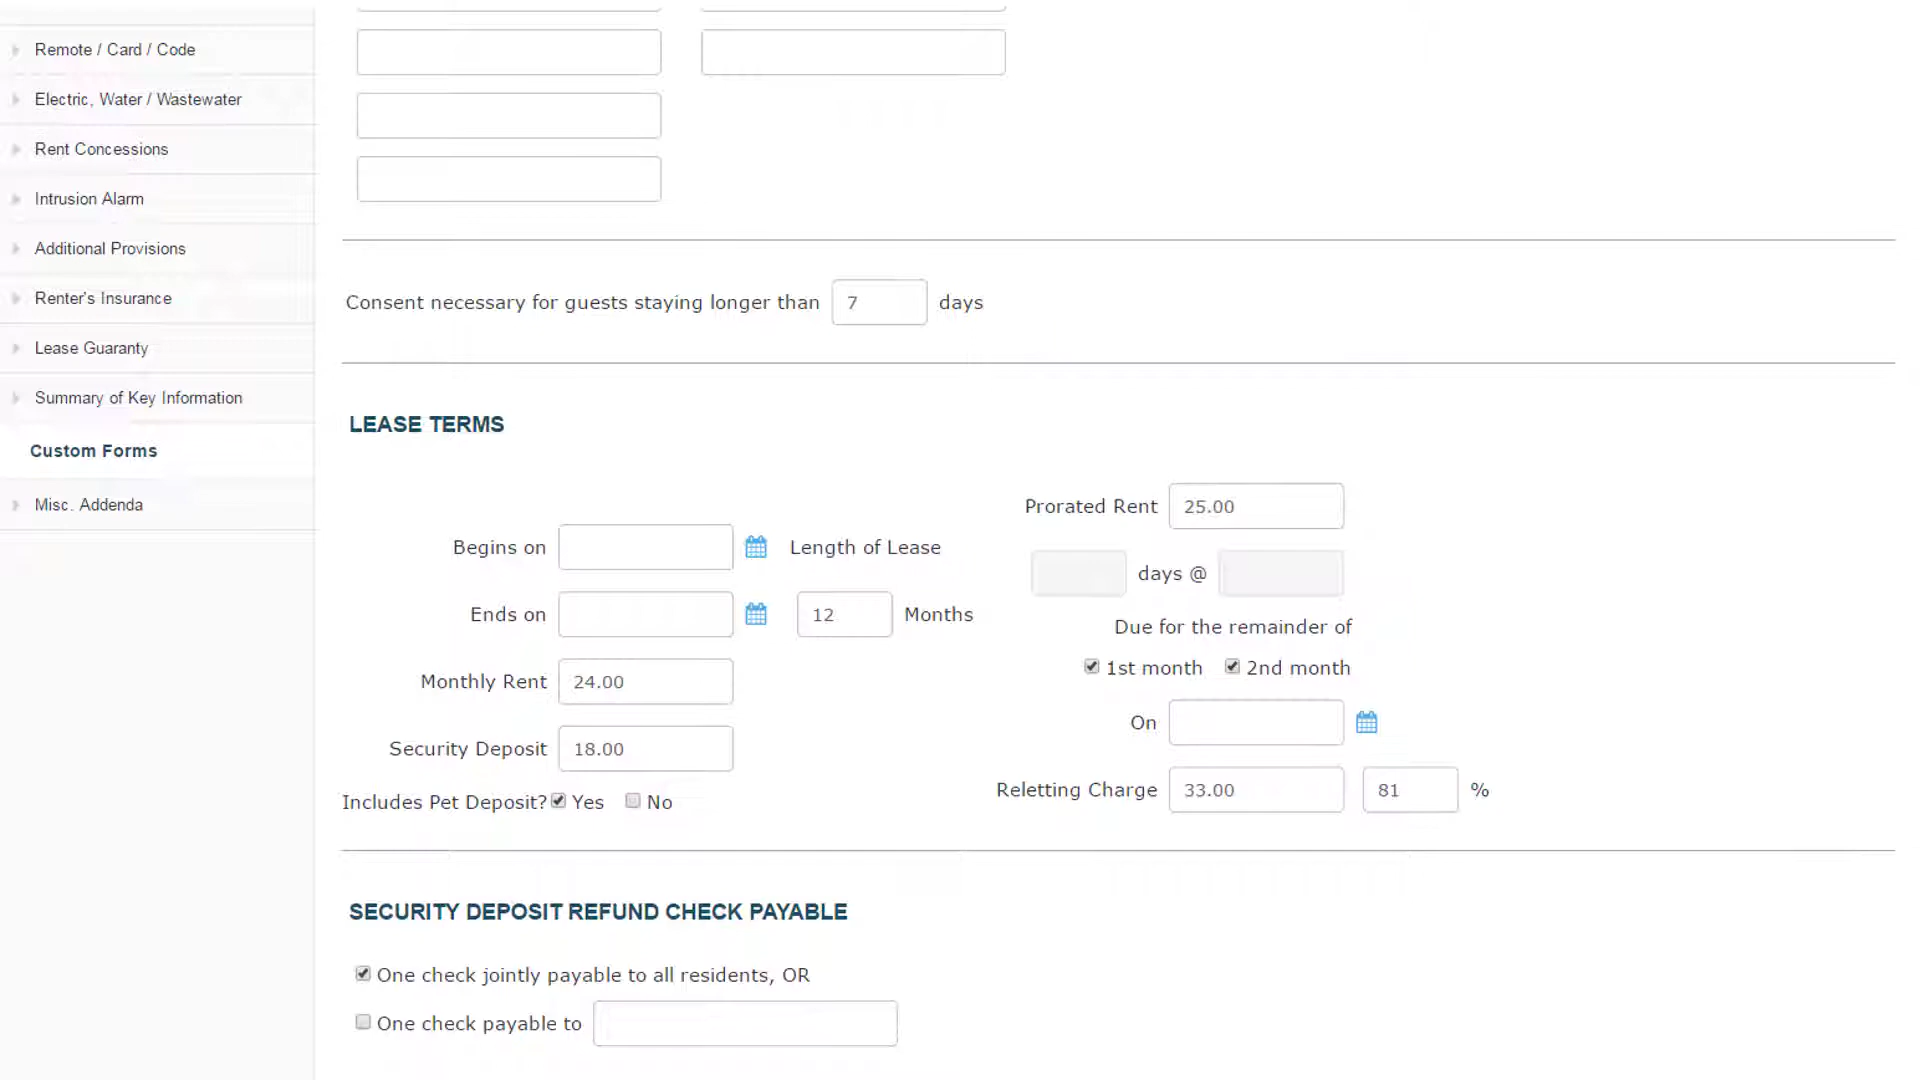 Remote / Card / Code
Electric, Water / Wastewater
Rent Concessions
Intrusion Alarm
Additional Provisions
Renter's Insurance
Lease Guaranty
Summary of Key Information
Custom Forms
Misc. Addenda
Consent necessary for guests staying longer than 7 days
LEASE TERMS
Begins on
Length of Lease
Ends on
12 Months
Monthly Rent 24.00
Security Deposit 18.00
Includes Pet Deposit? Yes No
Prorated Rent 25.00
days @
Due for the remainder of
1st month 2nd month
On
Reletting Charge 33.00 81 %
SECURITY DEPOSIT REFUND CHECK PAYABLE
One check jointly payable to all residents, OR
One check payable to